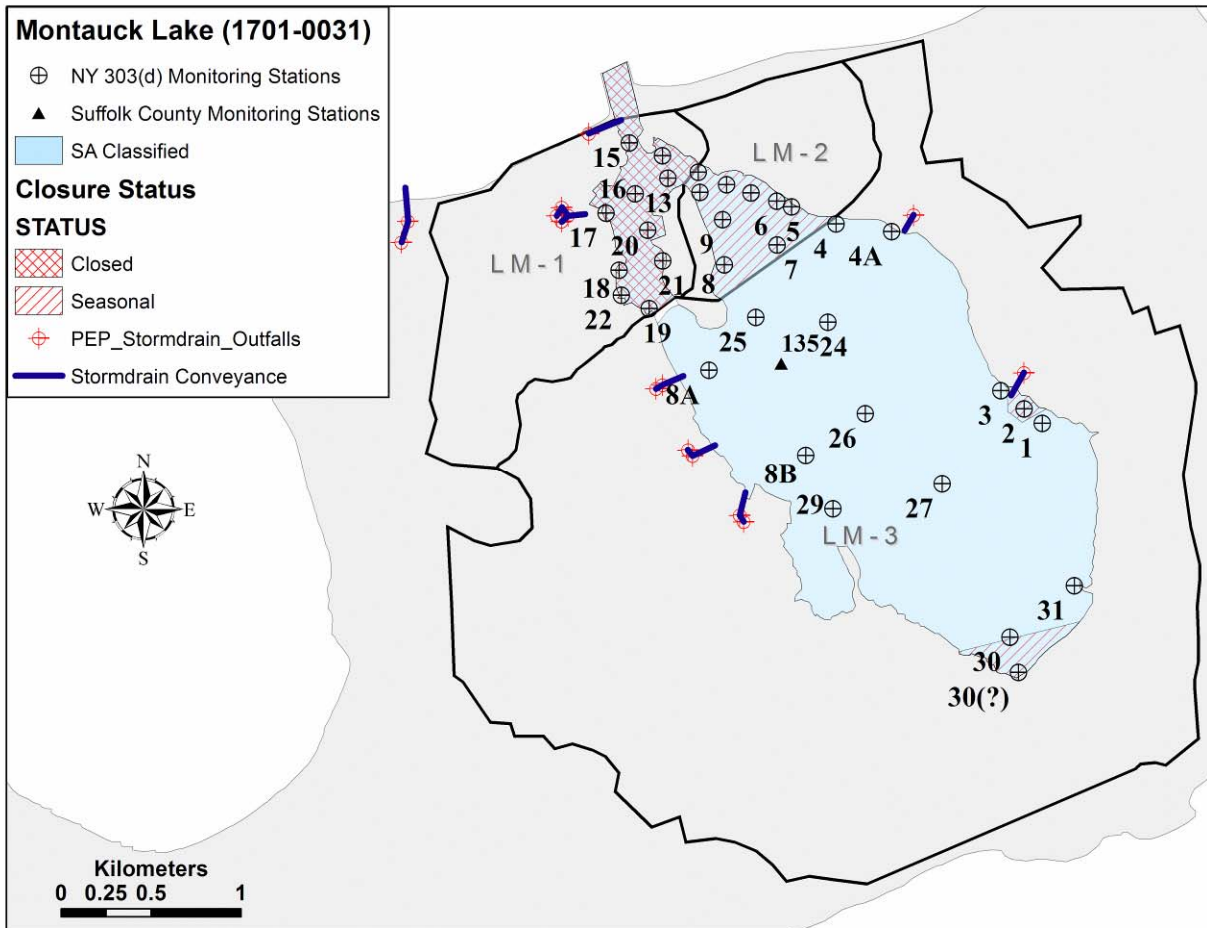 Montauck Lake (1701-0031)
NY 303(d) Monitoring Stations
Suffolk County Monitoring Stations
SA Classified
Closure Status
STATUS
Closed
Seasonal
PEP_Stormdrain_Outfalls
Stormdrain Conveyance
N
W
E
S
Kilometers
0 0.25 0.5 1
LM-2
15
16
13
17
20
6
5
9
7
4
4A
LM-1
18
21
8
22
19
25
135
24
8A
3
2
1
26
8B
27
29
LM-3
31
30
30(?)